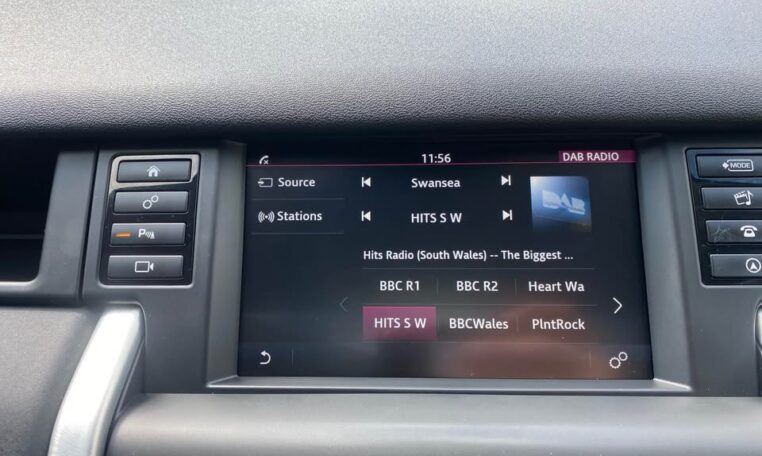 11:56
DAB RADIO
Source
Swansea
Stations
HITS S W
DAB
Hits Radio (South Wales) -- The Biggest ...
BBC R1
BBC R2
Heart Wa
HITS S W
BBCWales
PlntRock
P
MODE